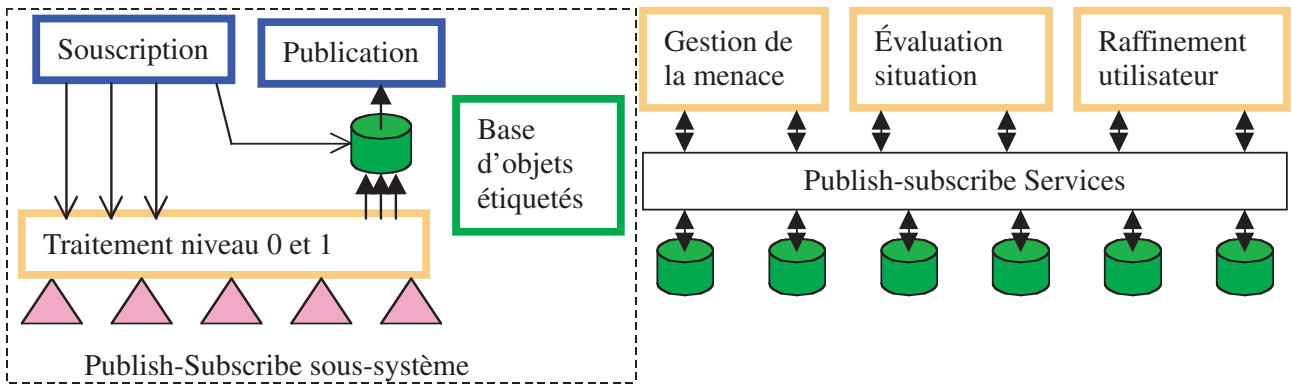 Souscription
Publication
Base
d’objets
étiquetés
Traitement niveau 0 et 1
Publish-Subscribe sous-système
Gestion de
la menace
Évaluation
situation
Raffinement
utilisateur
Publish-subscribe Services